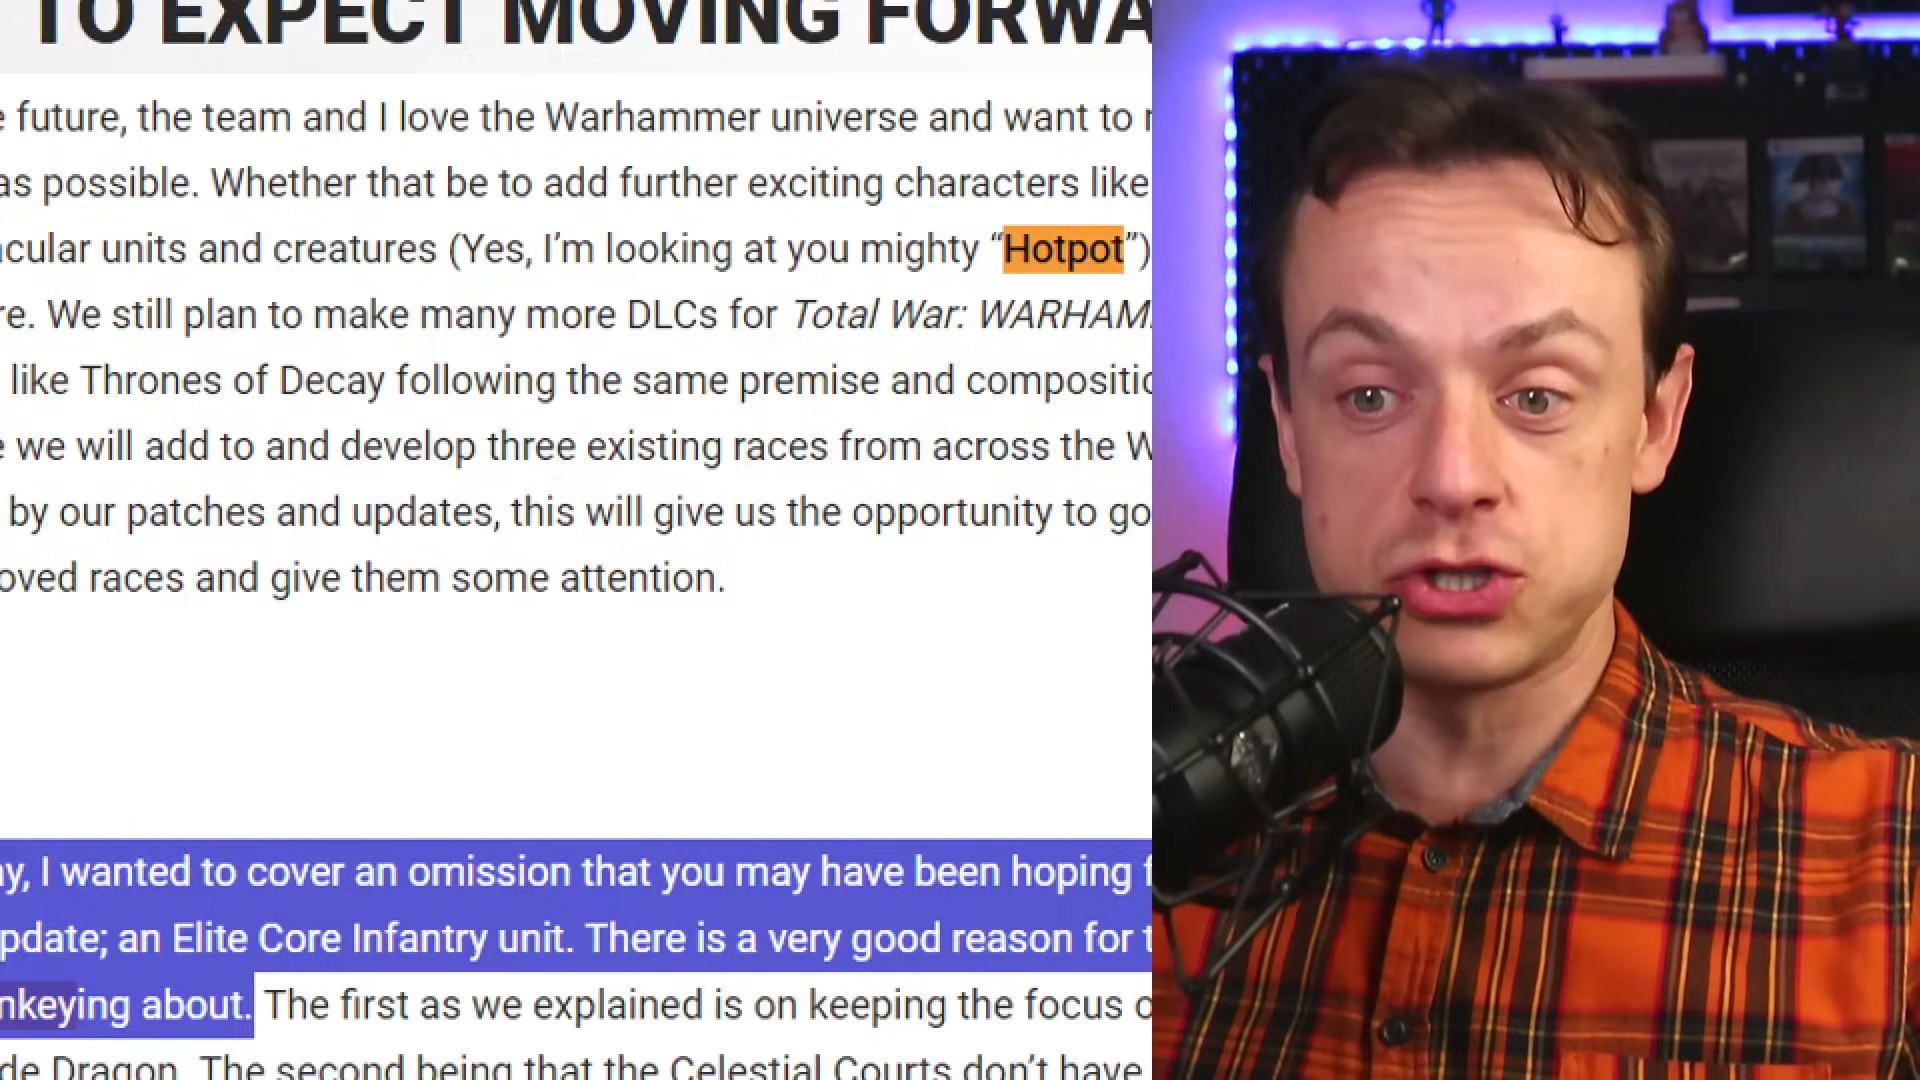 TO EXPECT MOVING FORWA
future, the team and I love the Warhammer universe and want to
as possible. Whether that be to add further exciting characters like
acular units and creatures (Yes, I’m looking at you mighty “Hotpot”)
re. We still plan to make many more DLCs for Total War: WARHAM
like Thrones of Decay following the same premise and compositio
we will add to and develop three existing races from across the W
by our patches and updates, this will give us the opportunity to go
oved races and give them some attention.
ay, I wanted to cover an omission that you may have been hoping f
pdate; an Elite Core Infantry unit. There is a very good reason for t
nkeying about. The first as we explained is on keeping the focus o
de Dragon. The second being that the Celestial Courts don’t have